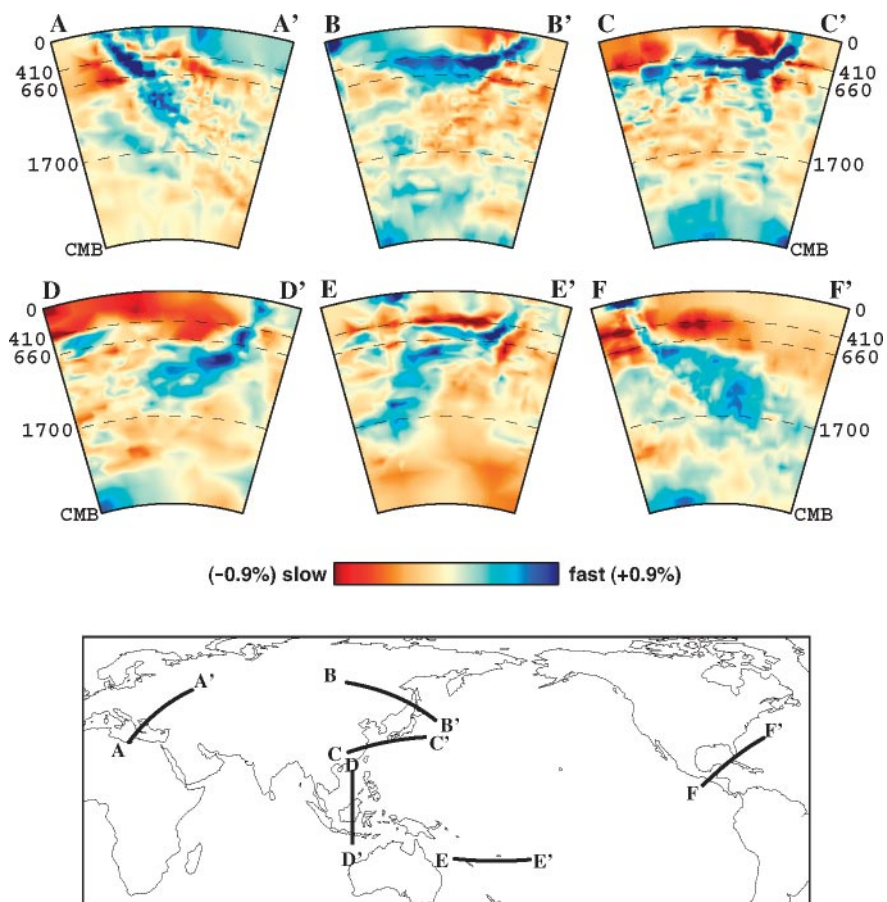 A A' B B' C C'
0 0
410 410
660 660
1700 1700
CMB
D D' E E' F F'
0 0
410 410
660 660
1700 1700
CMB CMB
(-0.9%) slow fast (+0.9%)
B
A'
B'
F'
A
C C'
D
F
D' E E'